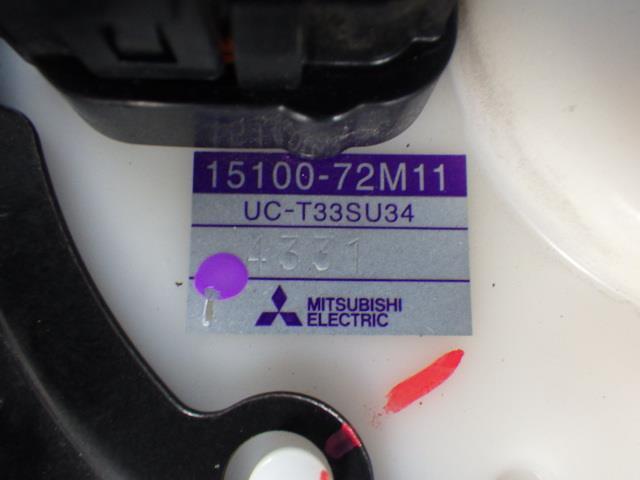 15100-72M11
UC-T33SU34
4331
MITSUBISHI
ELECTRIC